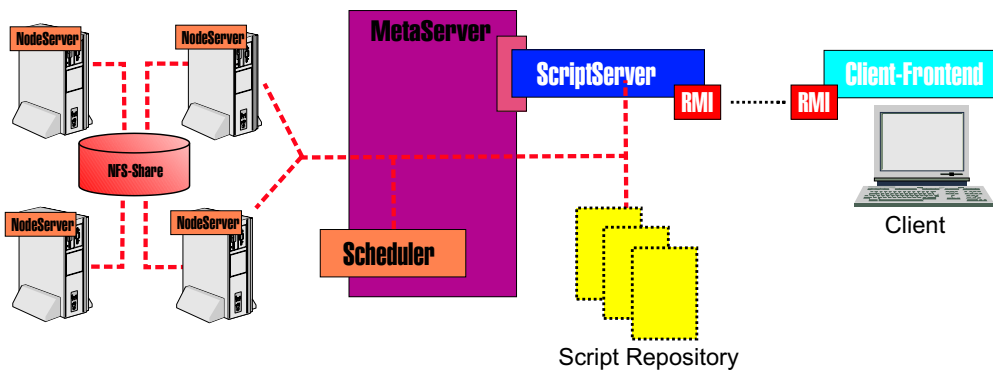 NodeServer
NodeServer
MetaServer
ScriptServer
Client-Frontend
RMI
RMI
NFS-Share
NodeServer
NodeServer
Scheduler
Client
Script Repository